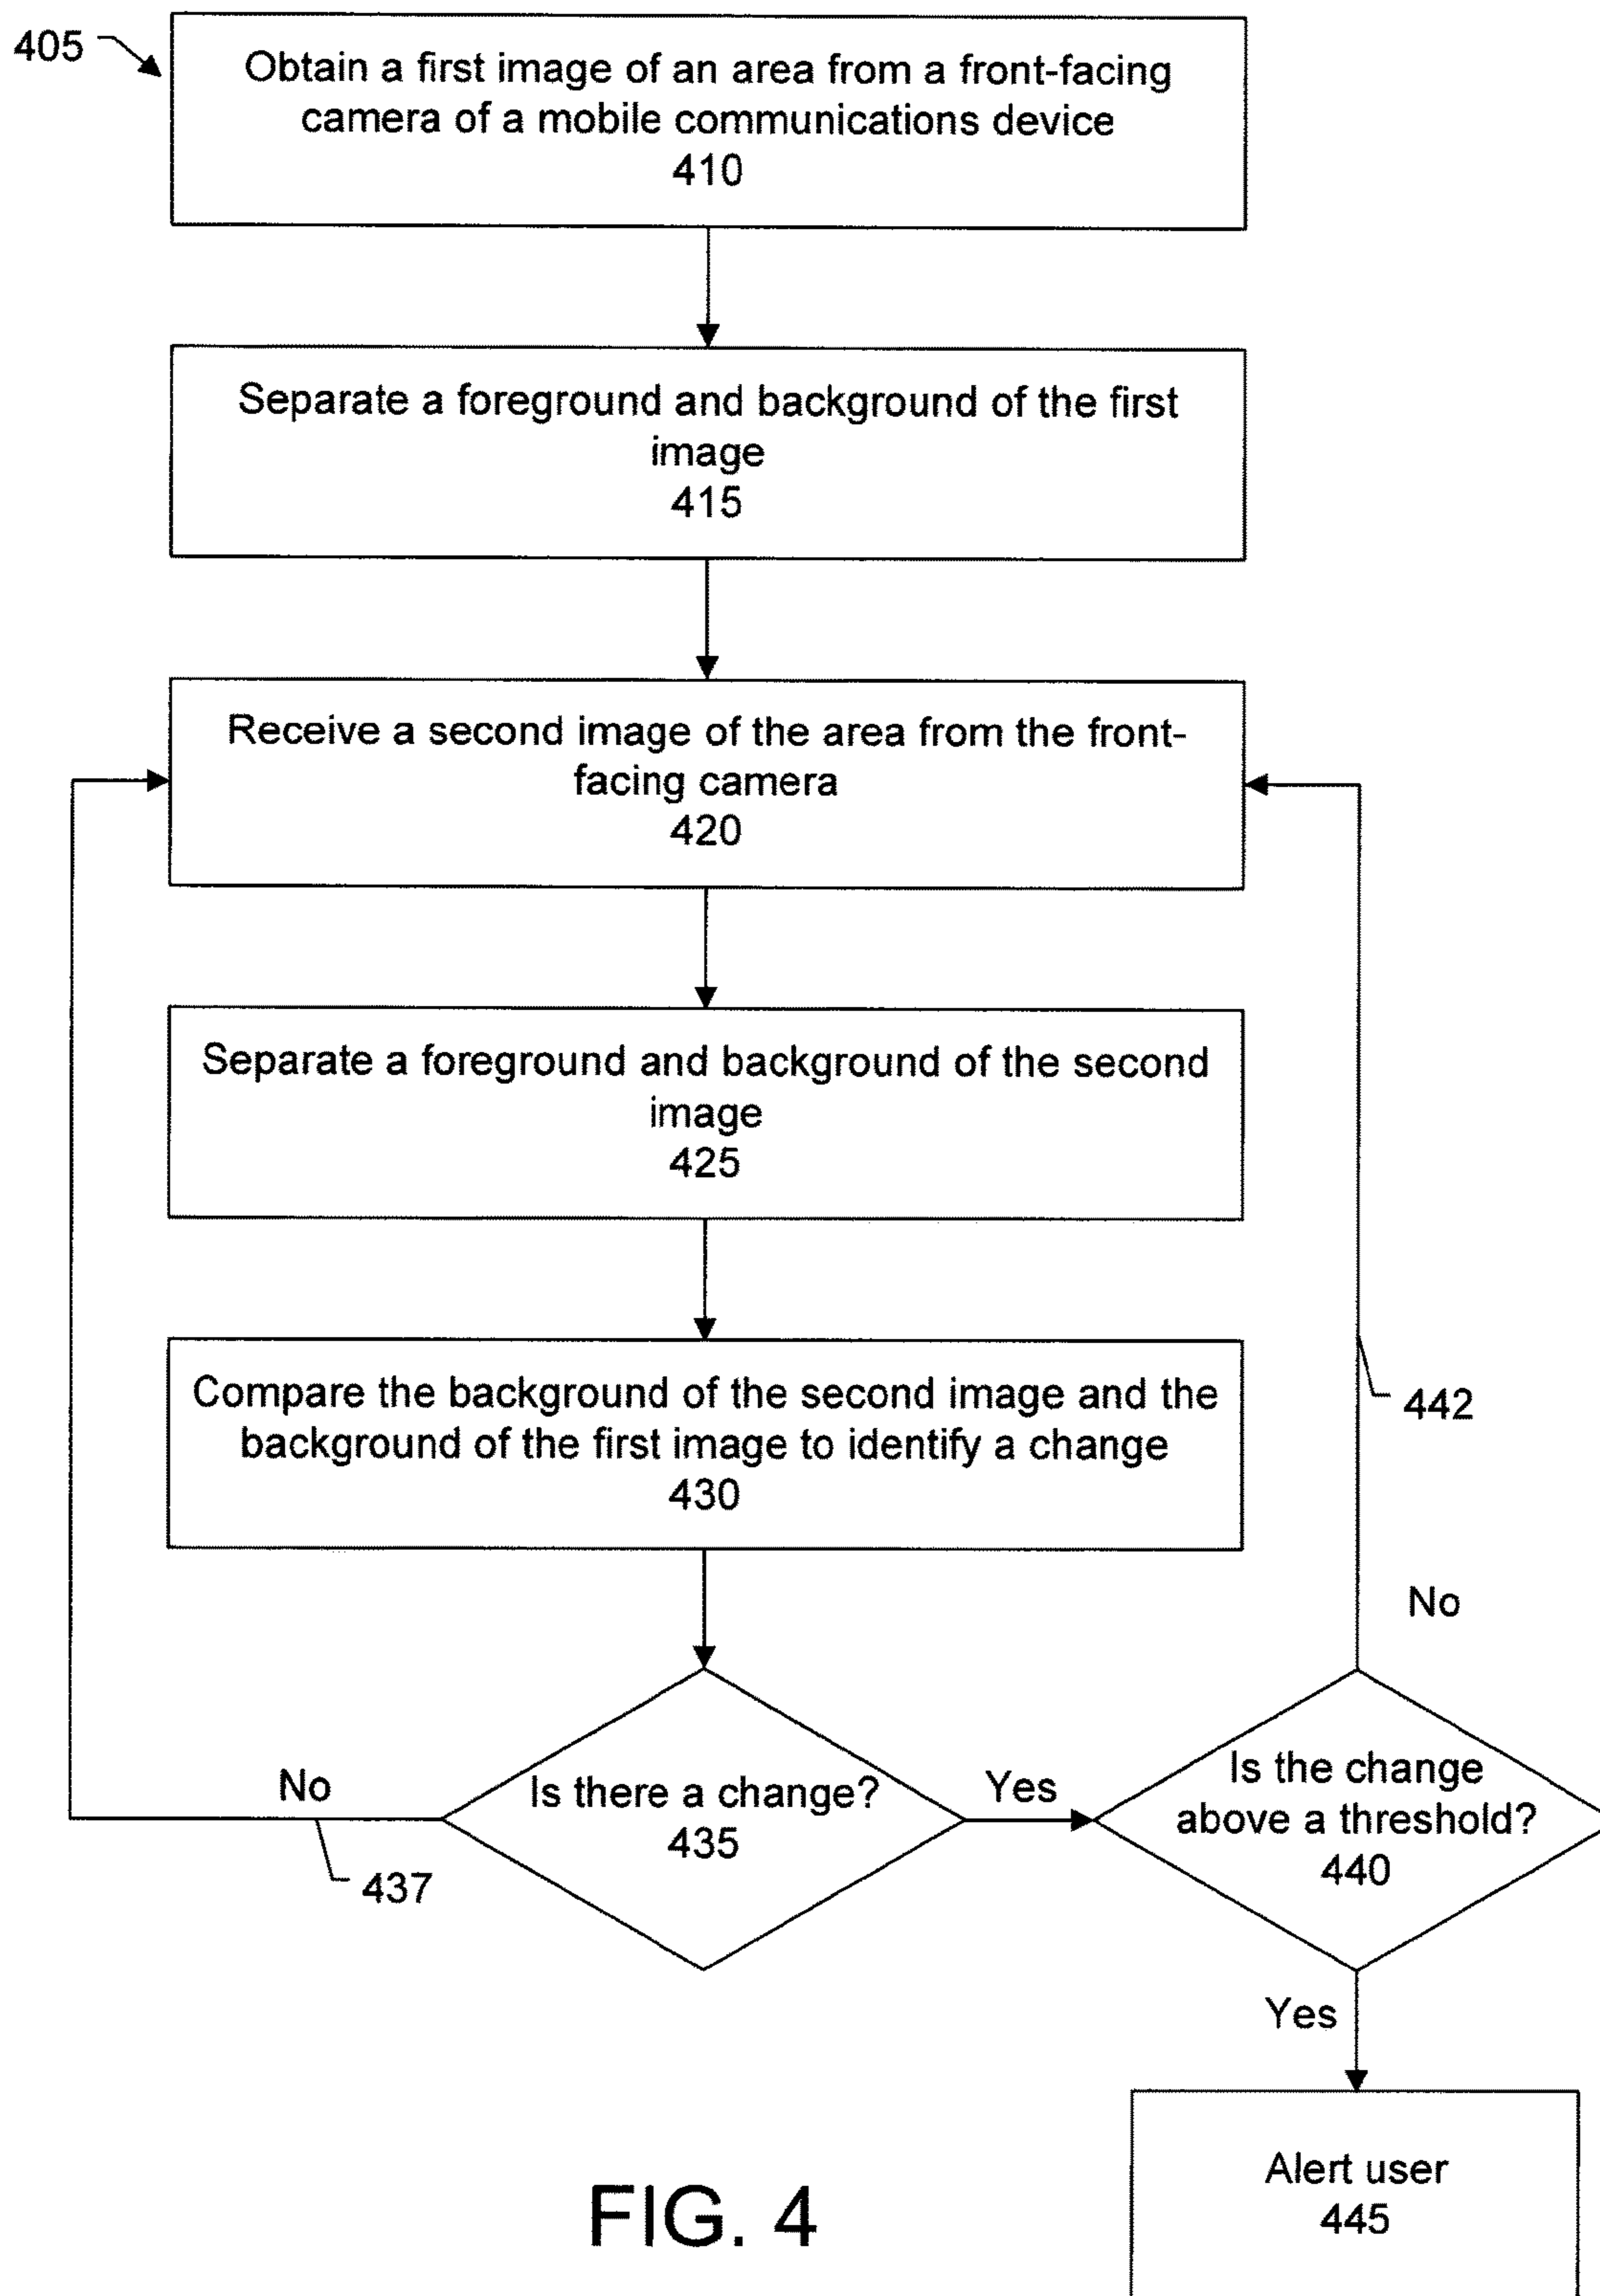 405
Obtain a first image of an area from a front-facing
camera of a mobile communications device
410
Separate a foreground and background of the first
image
415
Receive a second image of the area from the front-
facing camera
420
Separate a foreground and background of the second
image
425
Compare the background of the second image and the
background of the first image to identify a change
430
442
No
No
437
Is there a change?
435
Yes
Is the change
above a threshold?
440
Yes
Alert user
445
FIG. 4